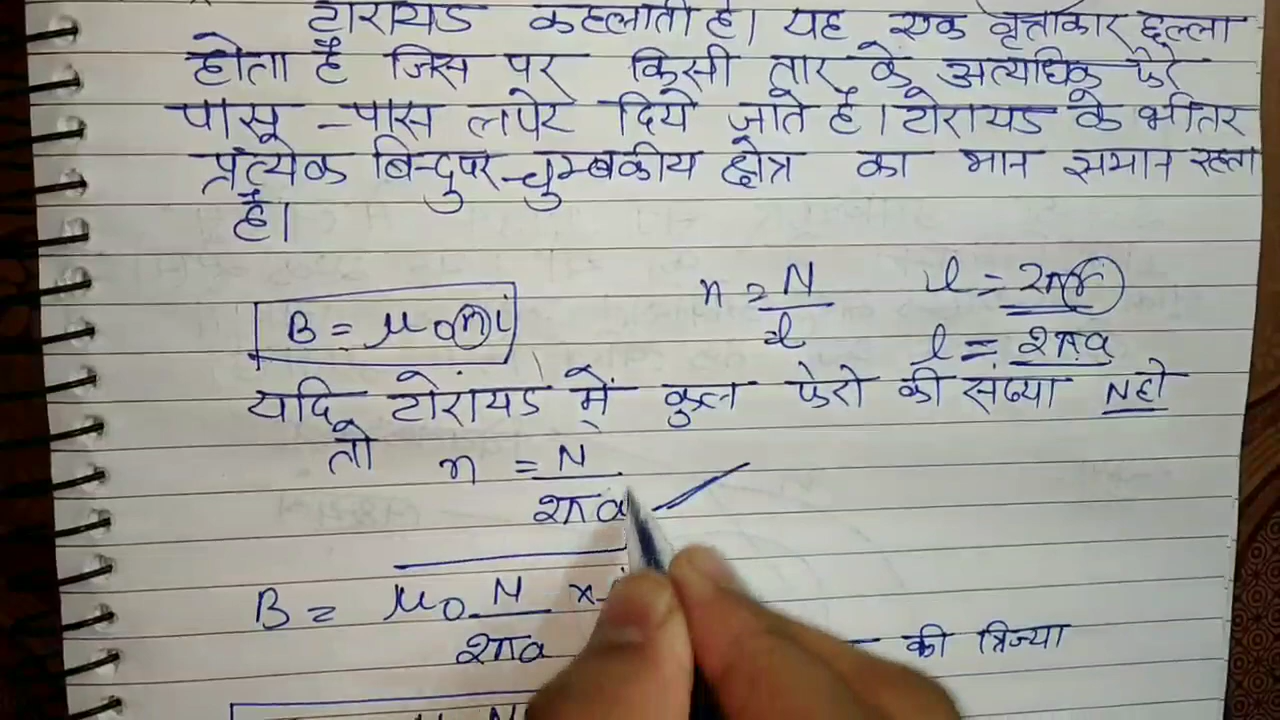 टोरायड कहलाती है। यह एक वृत्ताकार छल्ला
होता है जिस पर किसी तार के अत्यधिक फेरे
पास-पास लपेट दिये जाते है। टोरायड के भीतर
प्रत्येक बिन्दु पर चुम्बकीय क्षेत्र का मान समान रहता
है।
n = N/l l = 2πr
B = μ₀ni l = 2πa
यदि टोरायड में कुल फेरो की संख्या N हो
तो n = N/2πa
B = μ₀ N/2πa ×
की त्रिज्या